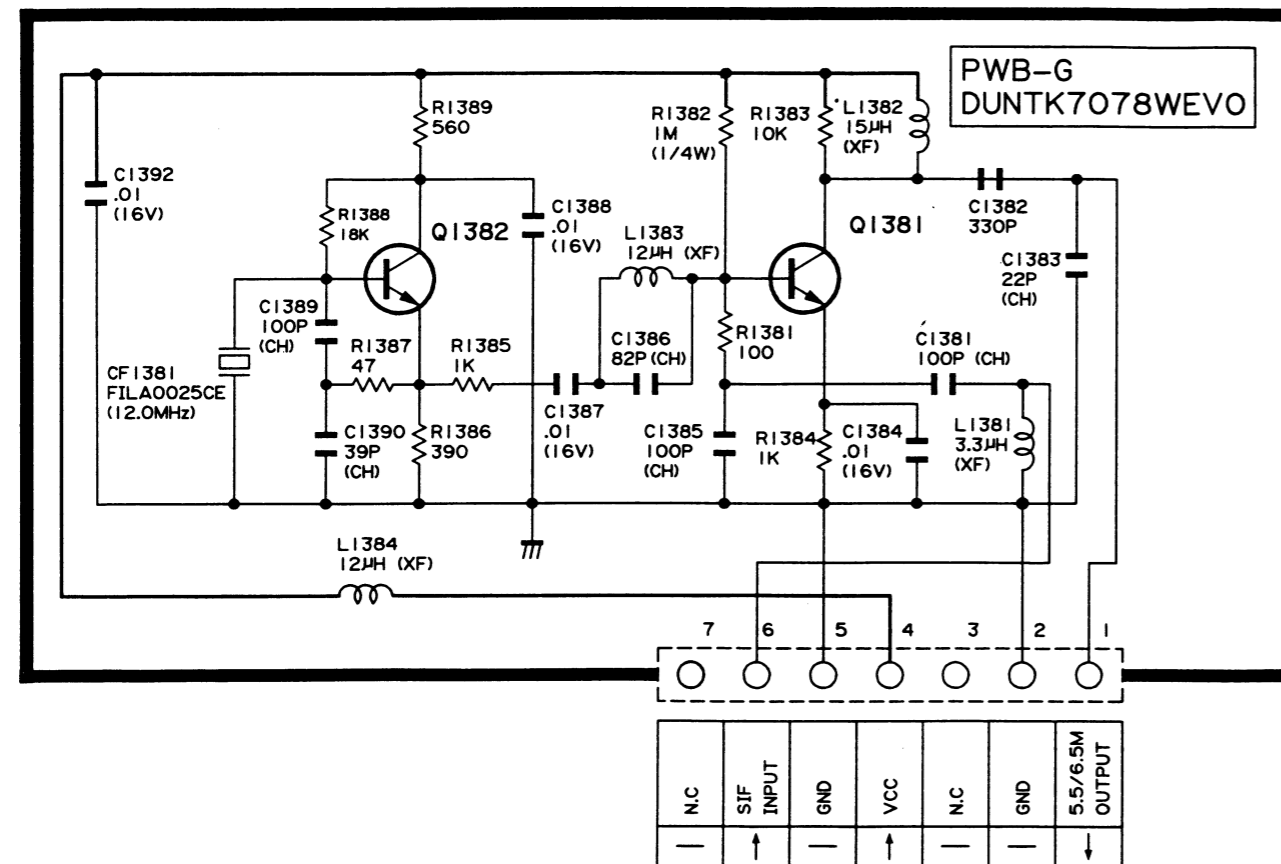 PWB-G
DUNTK7078WEVO
R1389
560
R1382
1M
(1/4W)
R1383
10K
L1382
15μH
(XF)
C1392
.01
(16V)
R1388
18K
Q1382
C1388
.01
(16V)
L1383
12μH (XF)
Q1381
C1382
330P
C1383
22P
(CH)
C1389
100P
(CH)
R1387
47
R1385
1K
C1386
82P (CH)
R1381
100
C1381
100P (CH)
CF1381
FILA0025CE
(12.0MHz)
C1390
39P
(CH)
R1386
390
C1387
.01
(16V)
C1385
100P
(CH)
R1384
1K
C1384
.01
(16V)
L1381
3.3μH
(XF)
L1384
12μH (XF)
7 6 5 4 3 2 1
N.C
SIF
INPUT
GND
VCC
N.C
GND
5.5/6.5M
OUTPUT
— ↑ — ↑ — — ↓